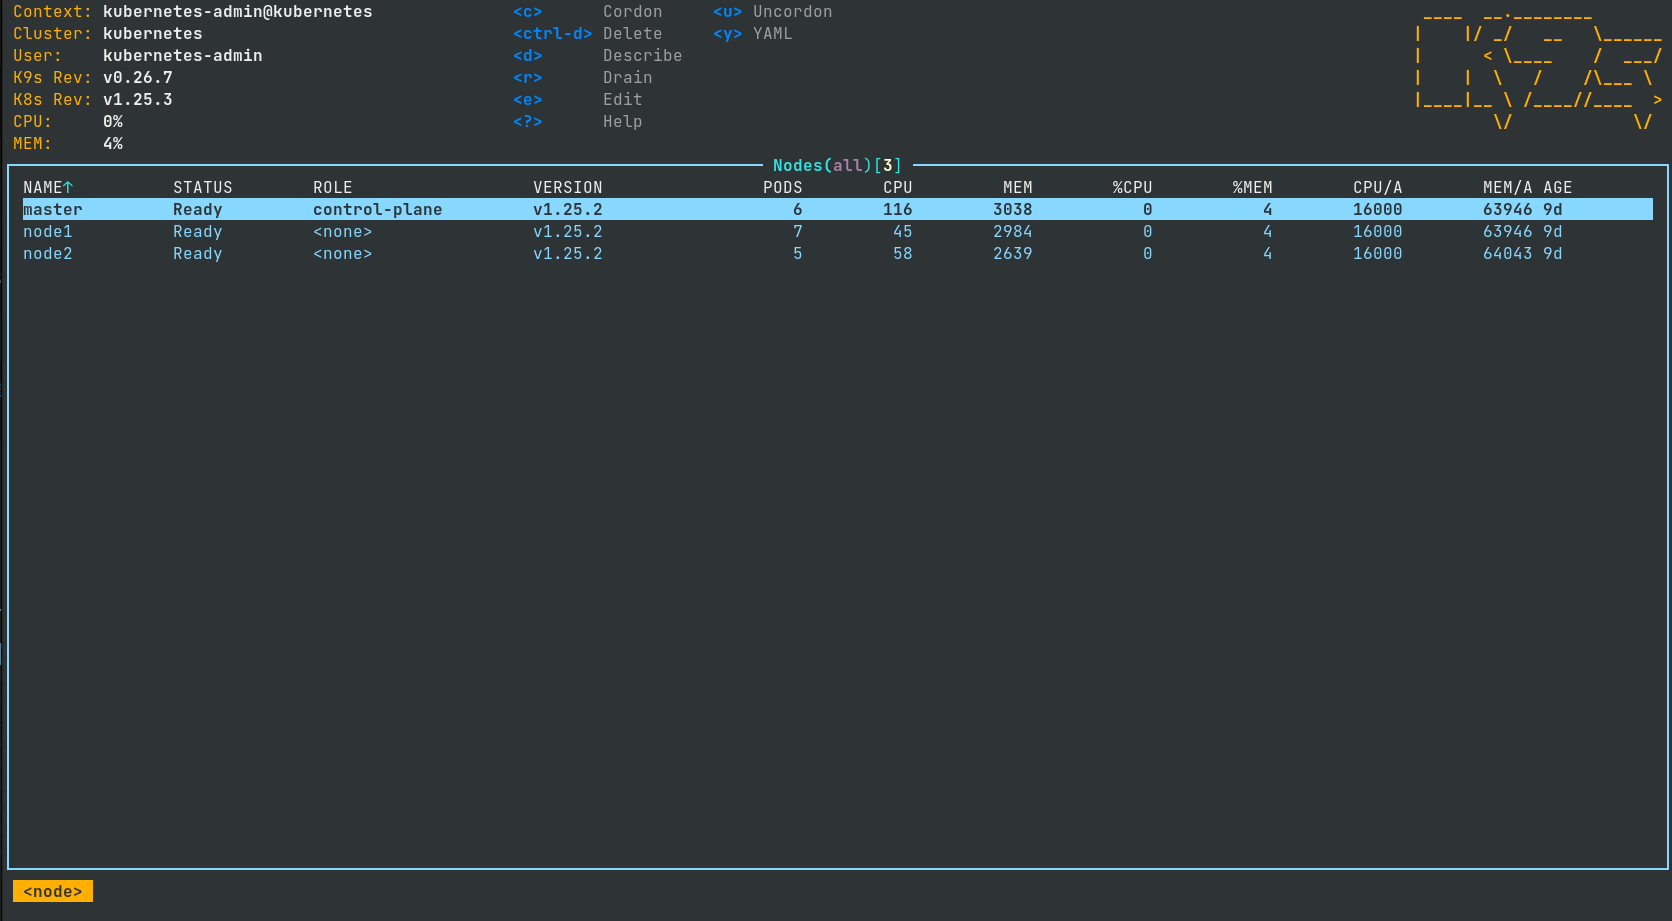 Context: kubernetes-admin@kubernetes <c> Cordon <u> Uncordon
Cluster: kubernetes <ctrl-d> Delete <y> YAML
User: kubernetes-admin <d> Describe
K9s Rev: v0.26.7 <r> Drain
K8s Rev: v1.25.3 <e> Edit
CPU: 0% <?> Help
MEM: 4%
Nodes(all)[3]
NAME↑ STATUS ROLE VERSION PODS CPU MEM %CPU %MEM CPU/A MEM/A AGE
master Ready control-plane v1.25.2 6 116 3038 0 4 16000 63946 9d
node1 Ready <none> v1.25.2 7 45 2984 0 4 16000 63946 9d
node2 Ready <none> v1.25.2 5 58 2639 0 4 16000 64043 9d
<node>